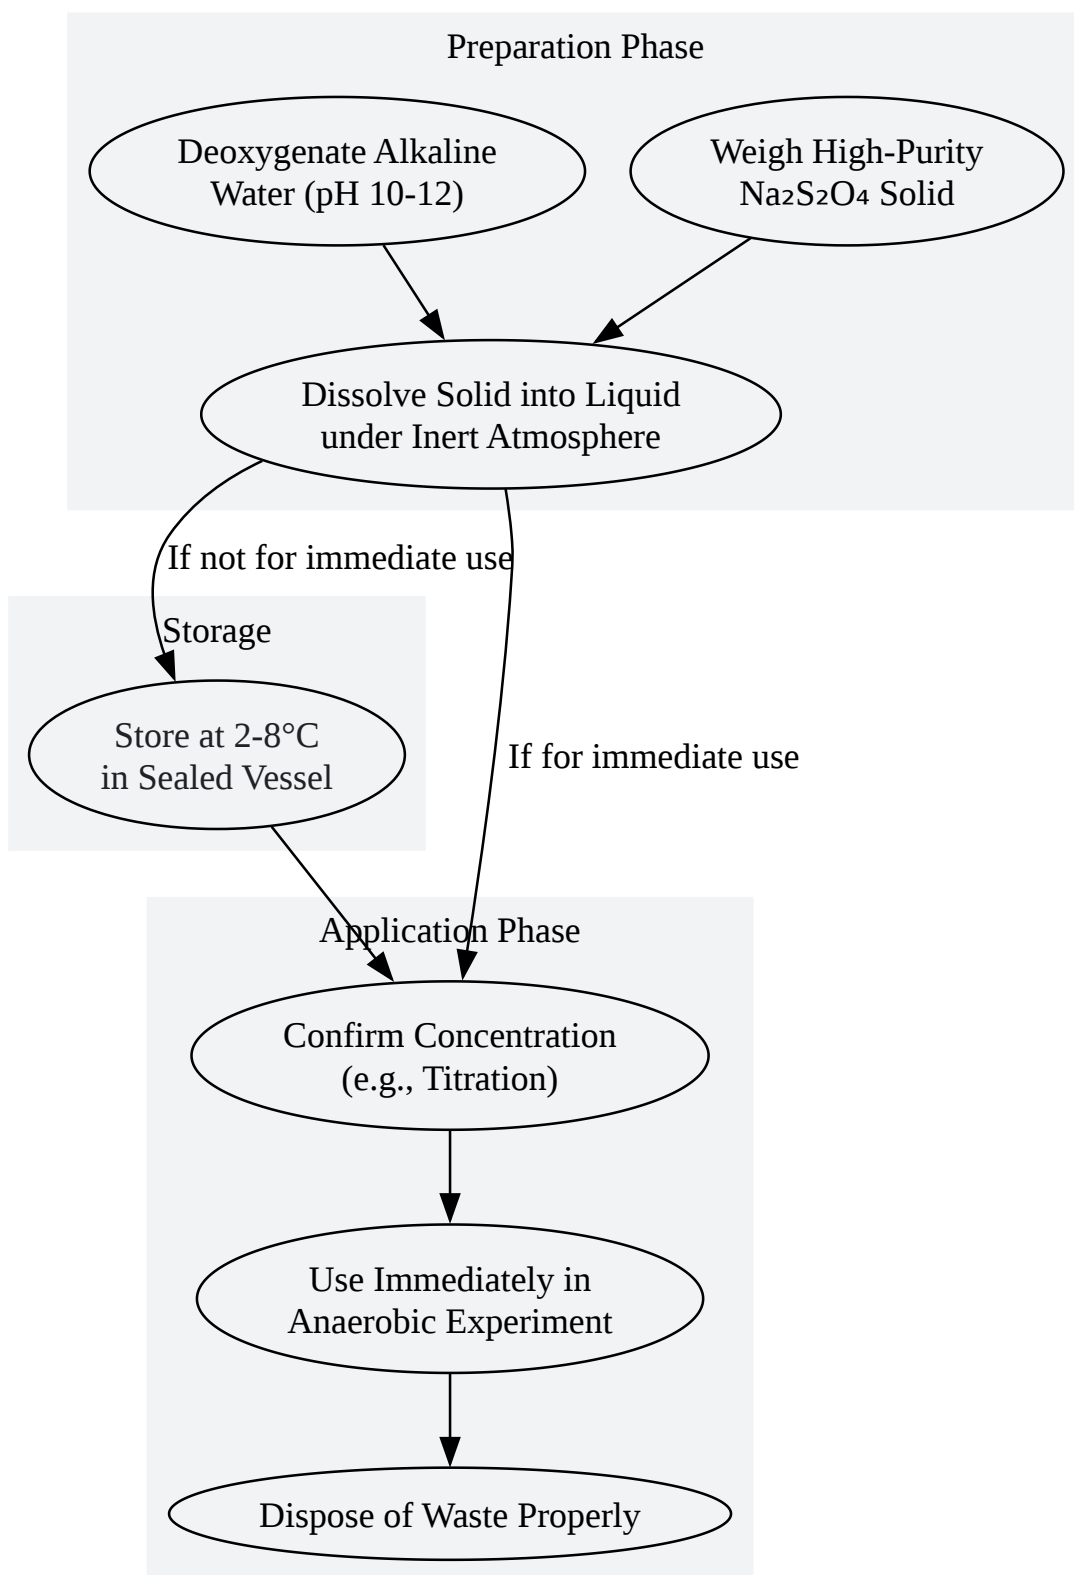 Preparation Phase
Deoxygenate Alkaline
Water (pH 10-12)
Weigh High-Purity
Na₂S₂O₄ Solid
Dissolve Solid into Liquid
under Inert Atmosphere
If not for immediate use
Storage
Store at 2-8°C
in Sealed Vessel
If for immediate use
Application Phase
Confirm Concentration
(e.g., Titration)
Use Immediately in
Anaerobic Experiment
Dispose of Waste Properly